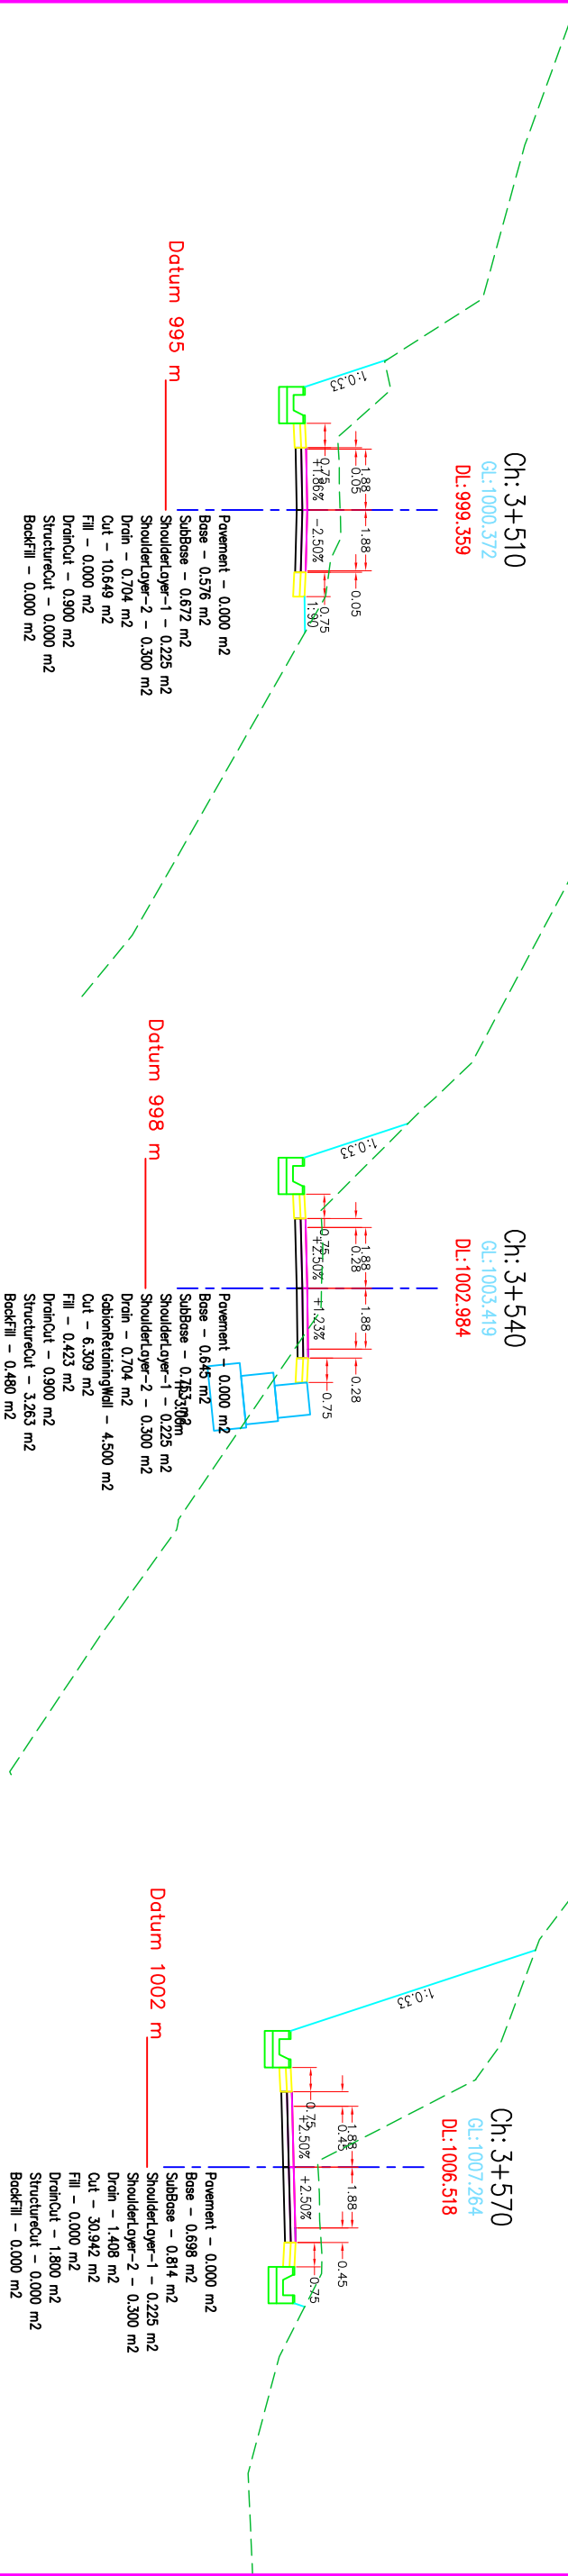 Ch: 3+510
GL:1000.372
DL:999.359
1:0.33
1.88
1.88
0.05
0.05
0.75
0.75
+1.86%
-2.50%
1:90
Datum 995 m
Pavement - 0.000 m2
Base - 0.576 m2
SubBase - 0.672 m2
ShoulderLayer-1 - 0.225 m2
ShoulderLayer-2 - 0.300 m2
Drain - 0.704 m2
Cut - 10.649 m2
Fill - 0.000 m2
DrainCut - 0.900 m2
StructureCut - 0.000 m2
BackFill - 0.000 m2
Ch: 3+540
GL:1003.419
DL:1002.984
1:0.33
1.88
1.88
0.28
0.28
0.75
0.75
+2.50%
+1.23%
Datum 998 m
Pavement - 0.000 m2
Base - 0.645 m2
SubBase - 0.753 m2
ShoulderLayer-1 - 0.225 m2
ShoulderLayer-2 - 0.300 m2
Drain - 0.704 m2
GabionRetainingWall - 4.500 m2
Cut - 6.309 m2
Fill - 0.423 m2
DrainCut - 0.900 m2
StructureCut - 3.263 m2
BackFill - 0.480 m2
Ch: 3+570
GL:1007.264
DL:1006.518
1:0.33
1.88
1.88
0.45
0.45
0.75
0.75
+2.50%
+2.50%
Datum 1002 m
Pavement - 0.000 m2
Base - 0.698 m2
SubBase - 0.814 m2
ShoulderLayer-1 - 0.225 m2
ShoulderLayer-2 - 0.300 m2
Drain - 1.408 m2
Cut - 30.942 m2
Fill - 0.000 m2
DrainCut - 1.800 m2
StructureCut - 0.000 m2
BackFill - 0.000 m2